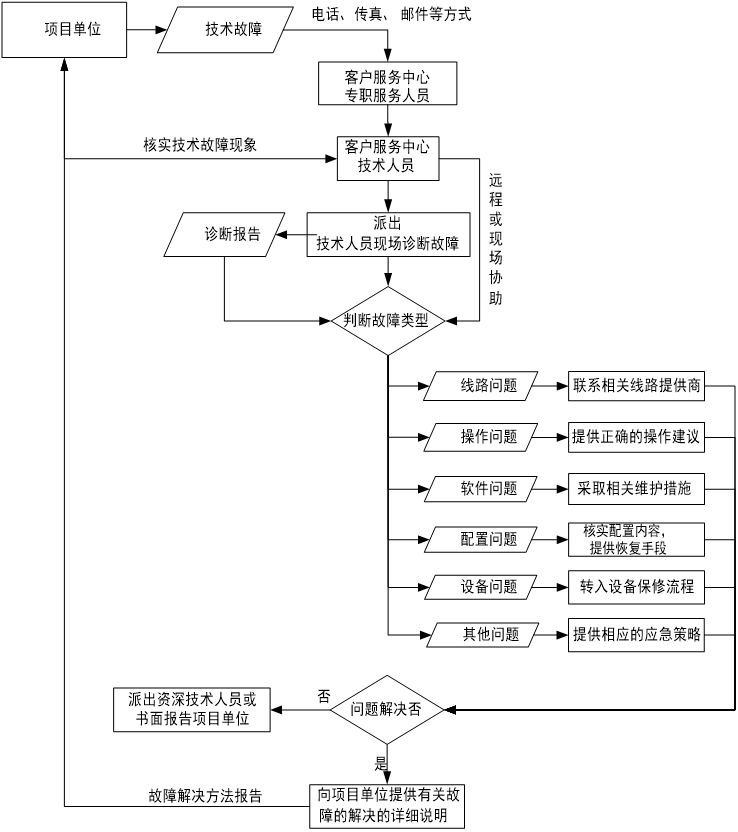 项目单位
技术故障
电话、传真、邮件等方式
客户服务中心
专职服务人员
核实技术故障现象
客户服务中心
技术人员
远程或现场协助
派出
技术人员现场诊断故障
诊断报告
判断故障类型
线路问题
联系相关线路提供商
操作问题
提供正确的操作建议
软件问题
采取相关维护措施
配置问题
核实配置内容，
提供恢复手段
设备问题
转入设备保修流程
其他问题
提供相应的应急策略
问题解决否
否
派出资深技术人员或
书面报告项目单位
是
故障解决方法报告
向项目单位提供有关故
障的解决的详细说明